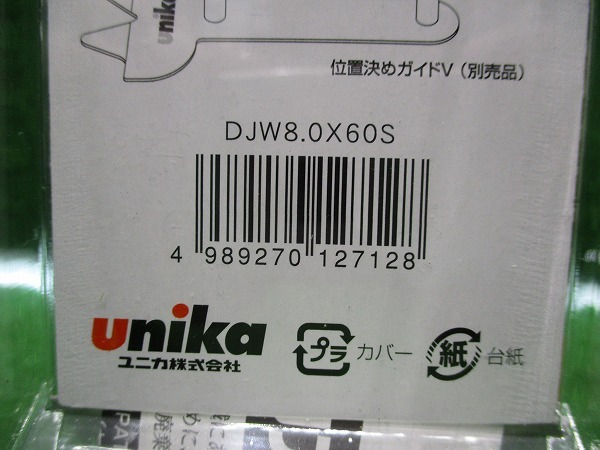 unika
位置決めガイドV（別売品）
DJW8.0X60S
4 989270 127128
unika
ユニカ株式会社
プラ カバー
紙 台紙